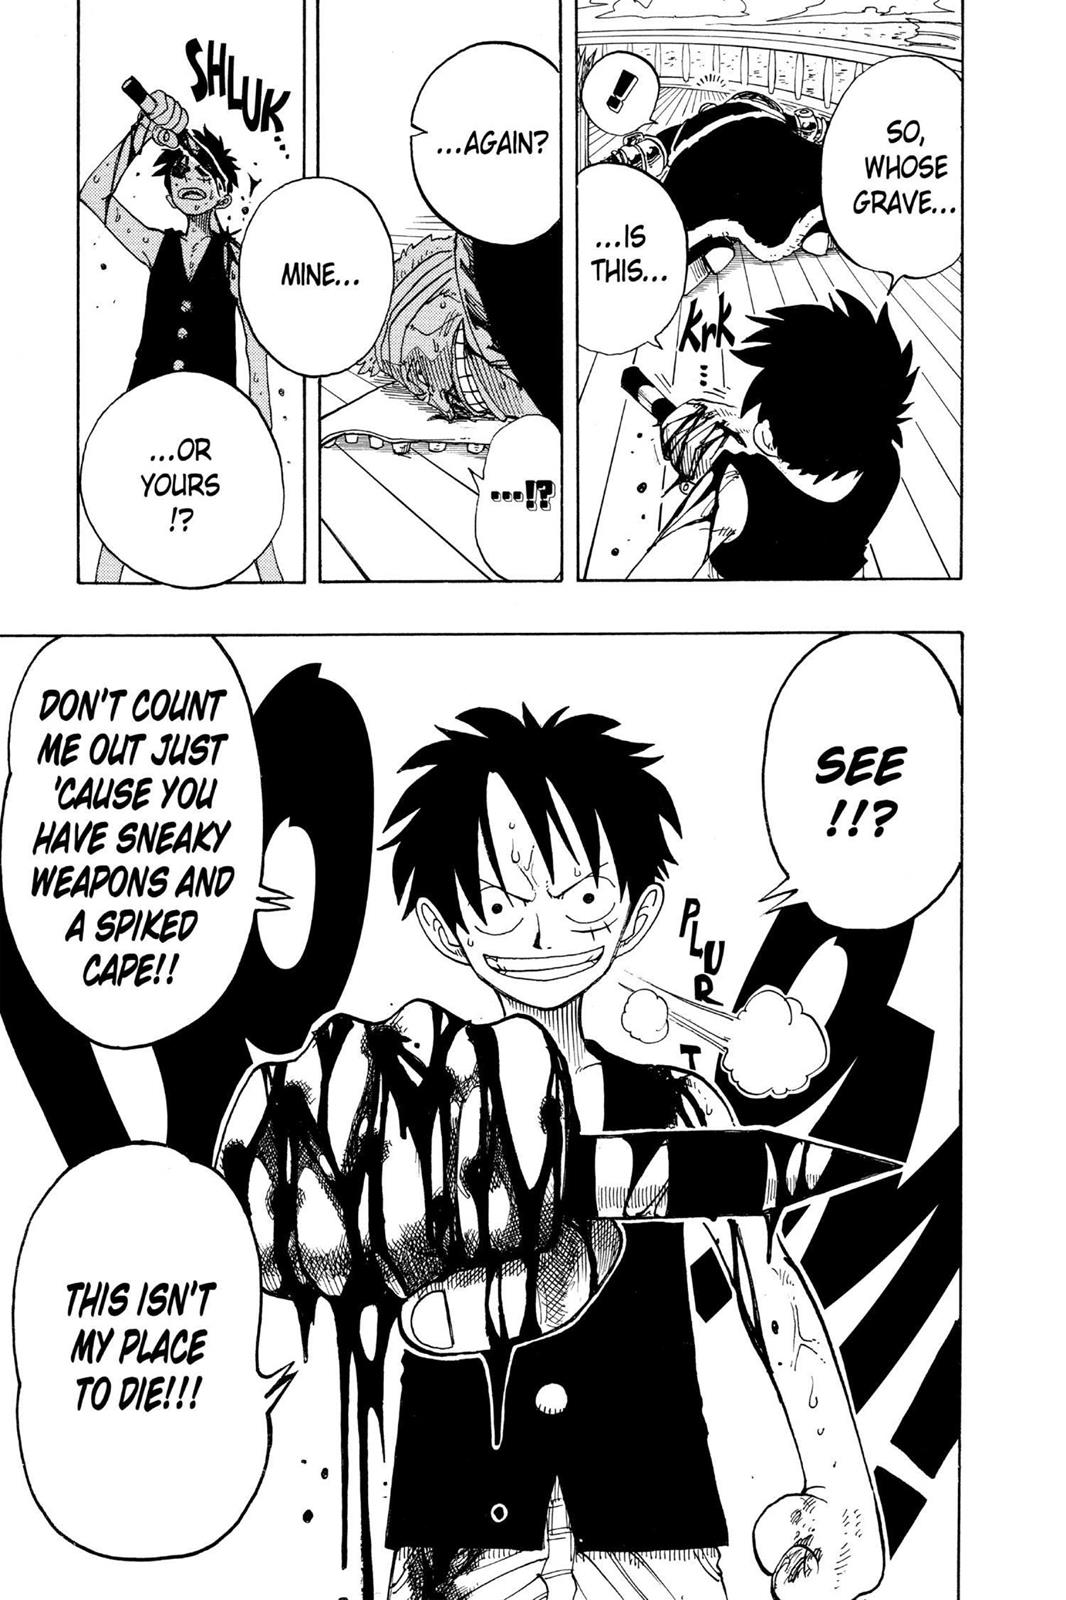 SO,
WHOSE
GRAVE...
!
...IS
THIS...
KrK
...
...AGAIN?
...!?
MINE...
SHLUK...
...OR
YOURS
!?
SEE
!!?
PLURT
DON'T COUNT
ME OUT JUST
'CAUSE YOU
HAVE SNEAKY
WEAPONS AND
A SPIKED
CAPE!!
THIS ISN'T
MY PLACE
TO DIE!!!